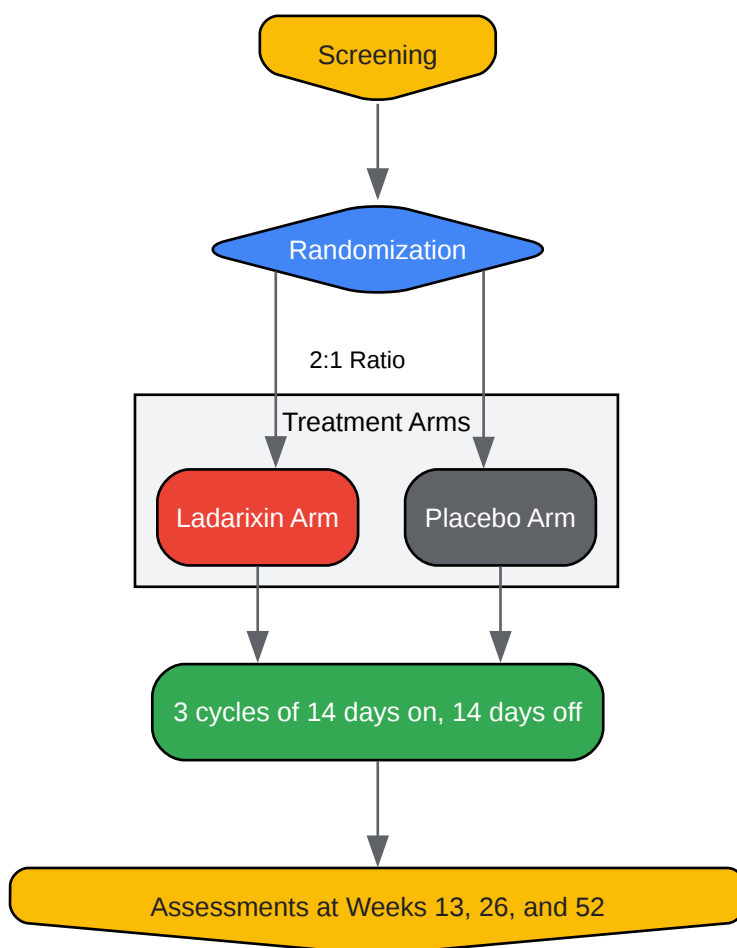 Screening
Randomization
2:1 Ratio
Treatment Arms
Ladarixin Arm
Placebo Arm
3 cycles of 14 days on, 14 days off
Assessments at Weeks 13, 26, and 52